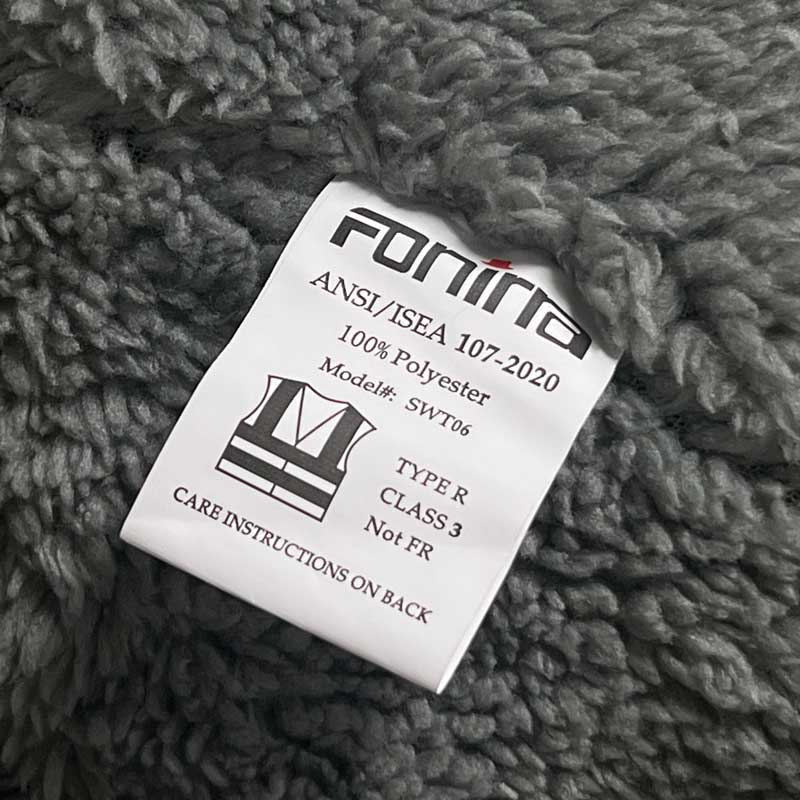 Fonirra
ANSI/ISEA 107-2020
100% Polyester
Model#: SWT06
TYPE R
CLASS 3
Not FR
CARE INSTRUCTIONS ON BACK